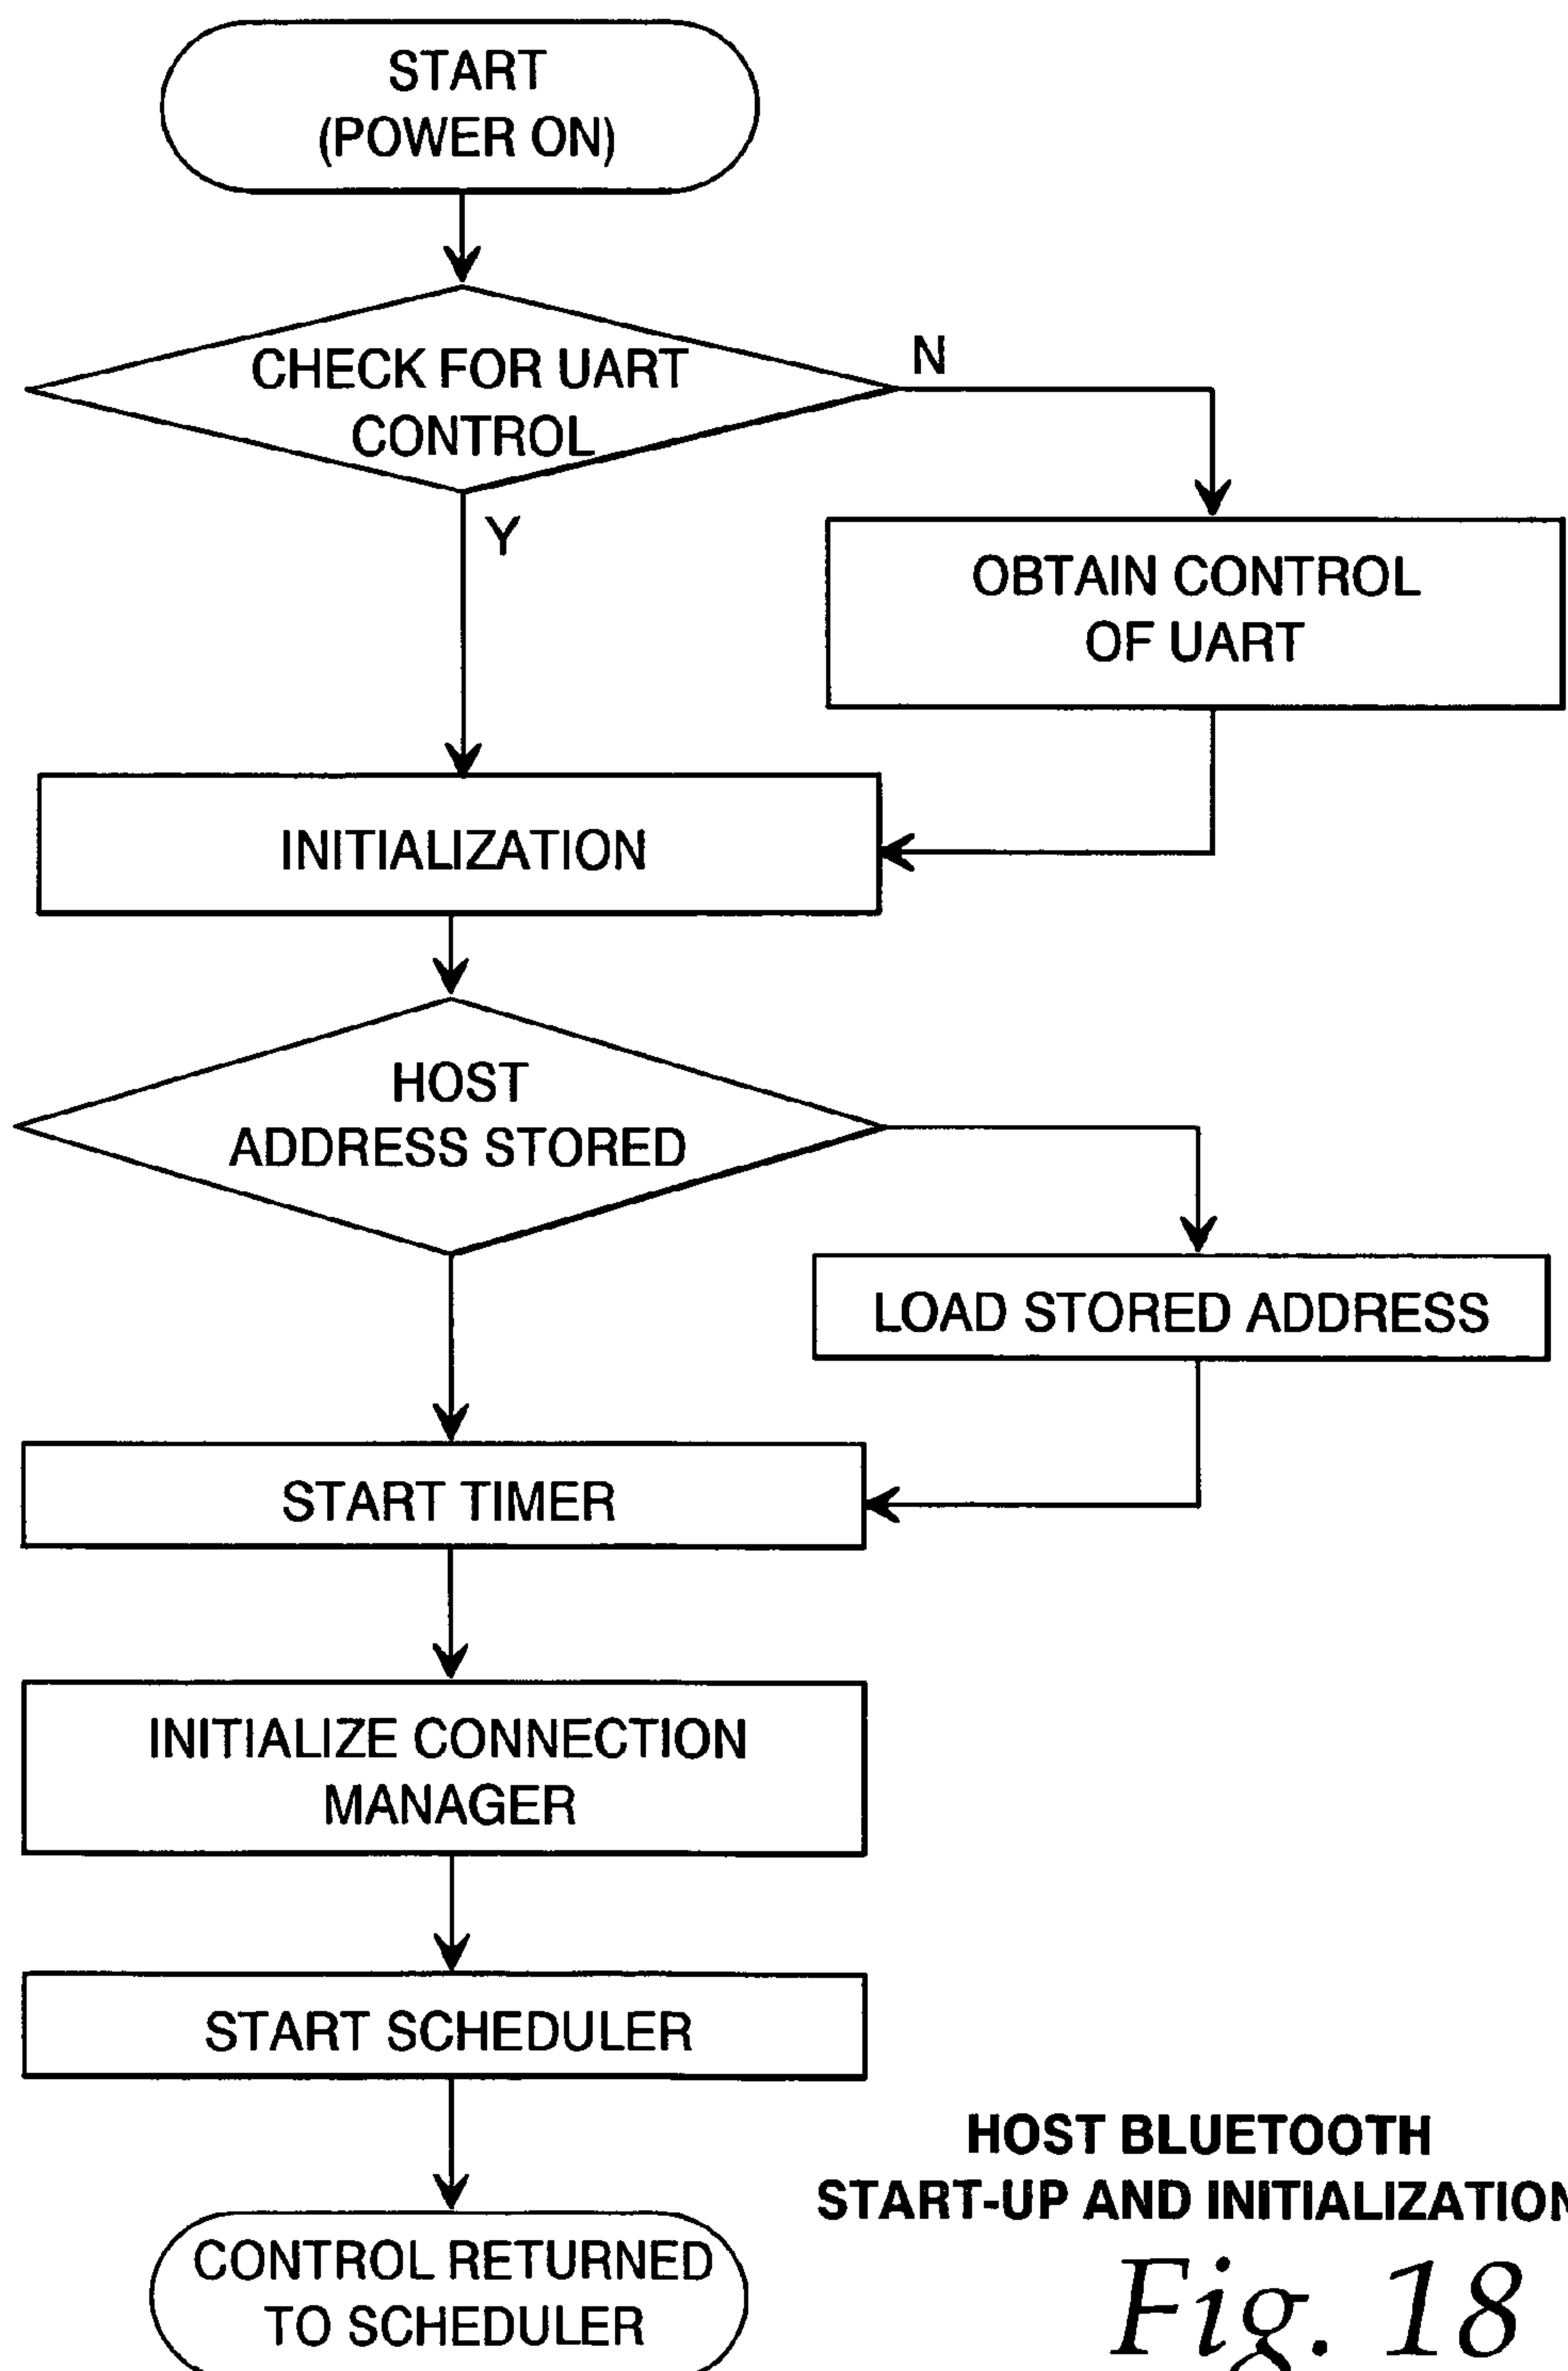 START
(POWER ON)
CHECK FOR UART
CONTROL
N
Y
OBTAIN CONTROL
OF UART
INITIALIZATION
HOST
ADDRESS STORED
LOAD STORED ADDRESS
START TIMER
INITIALIZE CONNECTION
MANAGER
START SCHEDULER
CONTROL RETURNED
TO SCHEDULER
HOST BLUETOOTH
START-UP AND INITIALIZATION
Fig. 18